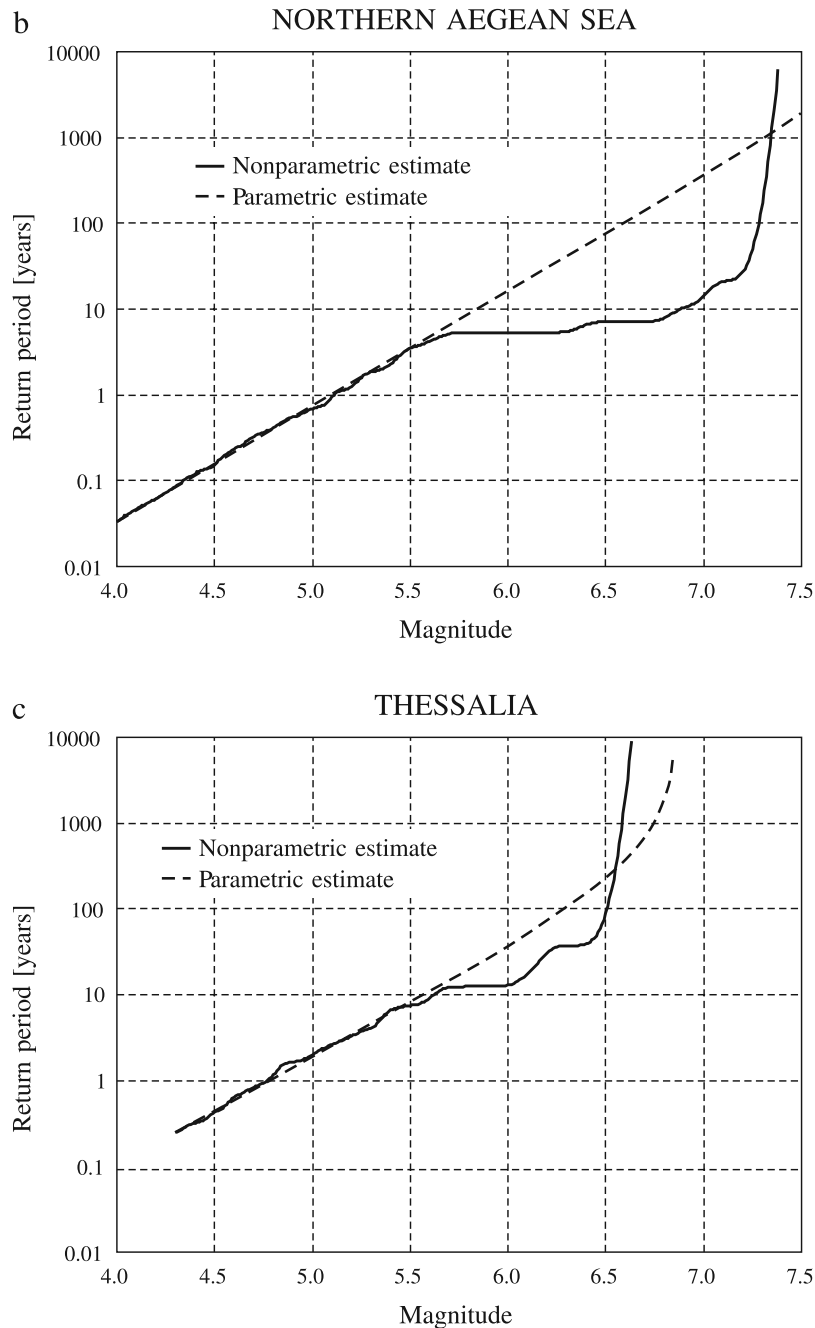 b
NORTHERN AEGEAN SEA
10000
1000
100
10
1
0.1
0.01
Return period [years]
Nonparametric estimate
Parametric estimate
4.0 4.5 5.0 5.5 6.0 6.5 7.0 7.5
Magnitude
c
THESSALIA
10000
1000
100
10
1
0.1
0.01
Return period [years]
Nonparametric estimate
Parametric estimate
4.0 4.5 5.0 5.5 6.0 6.5 7.0 7.5
Magnitude